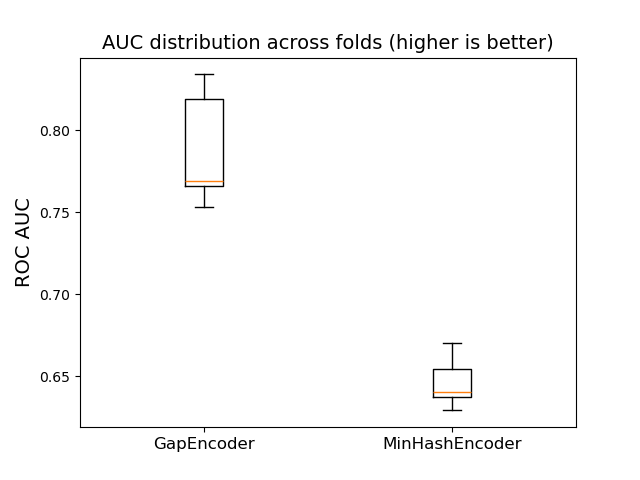 AUC distribution across folds (higher is better)
ROC AUC
0.80
0.75
0.70
0.65
GapEncoder
MinHashEncoder